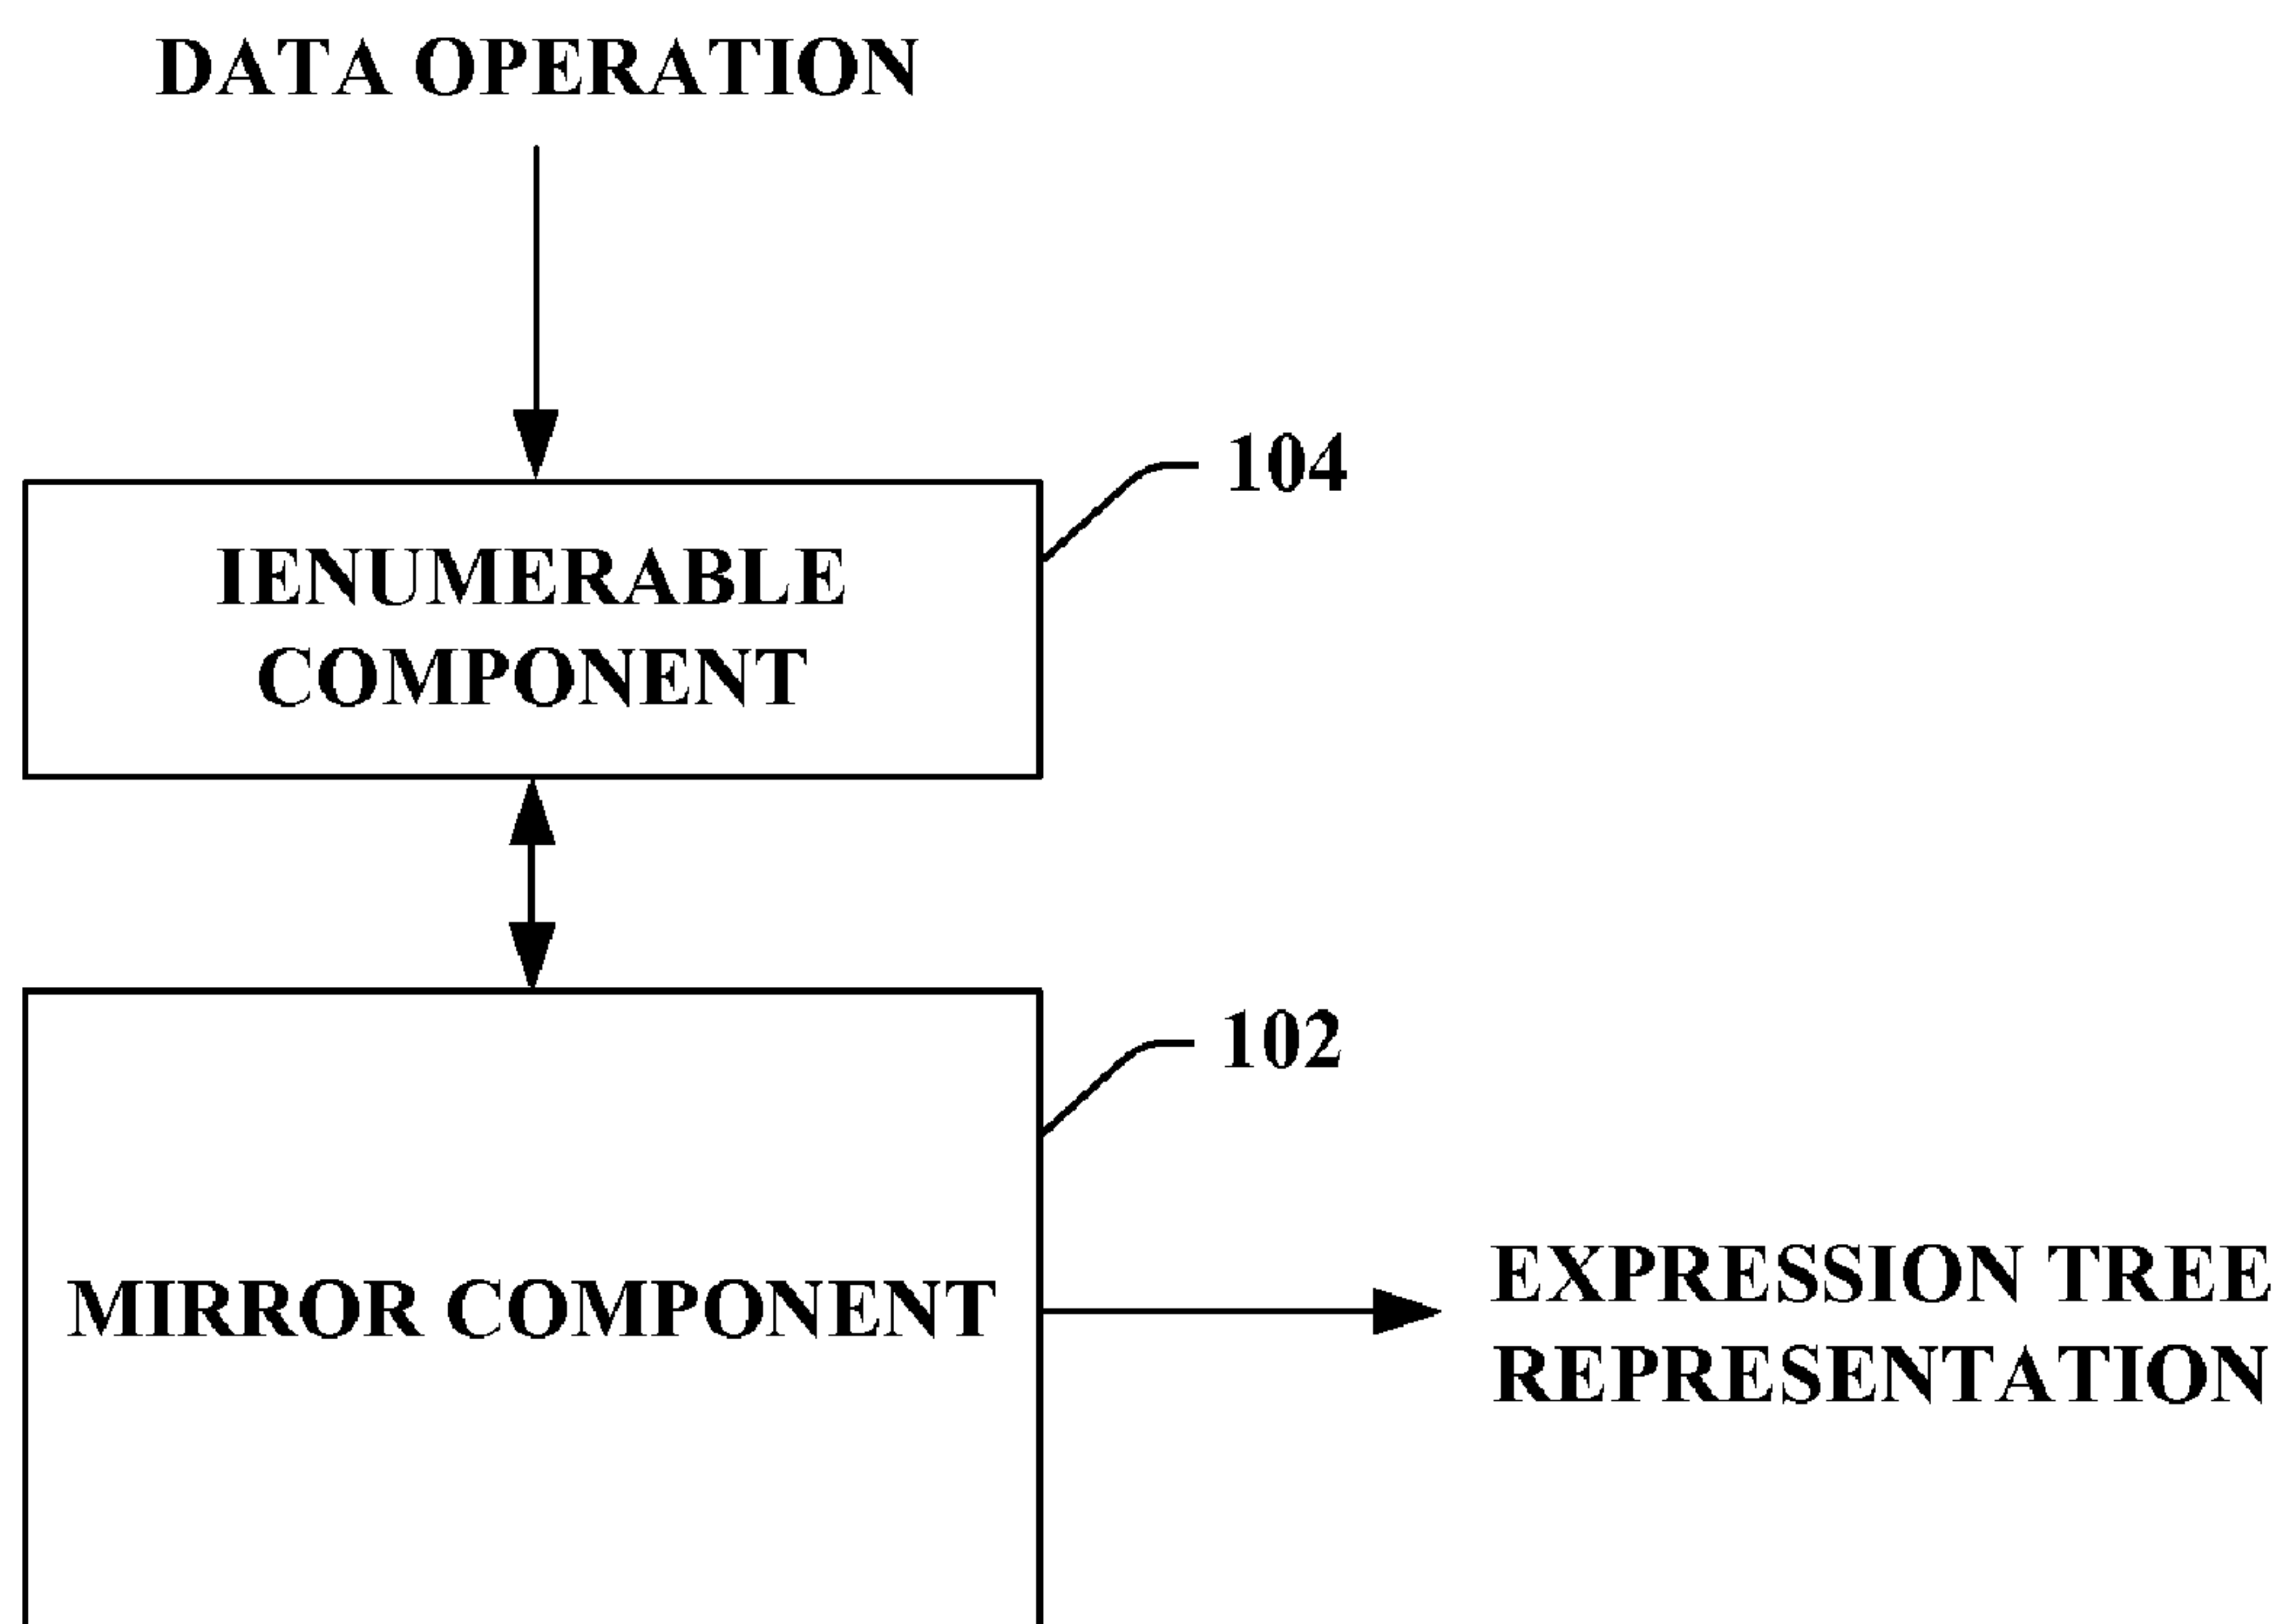 DATA OPERATION
104
IENUMERABLE
COMPONENT
102
MIRROR COMPONENT
EXPRESSION TREE
REPRESENTATION